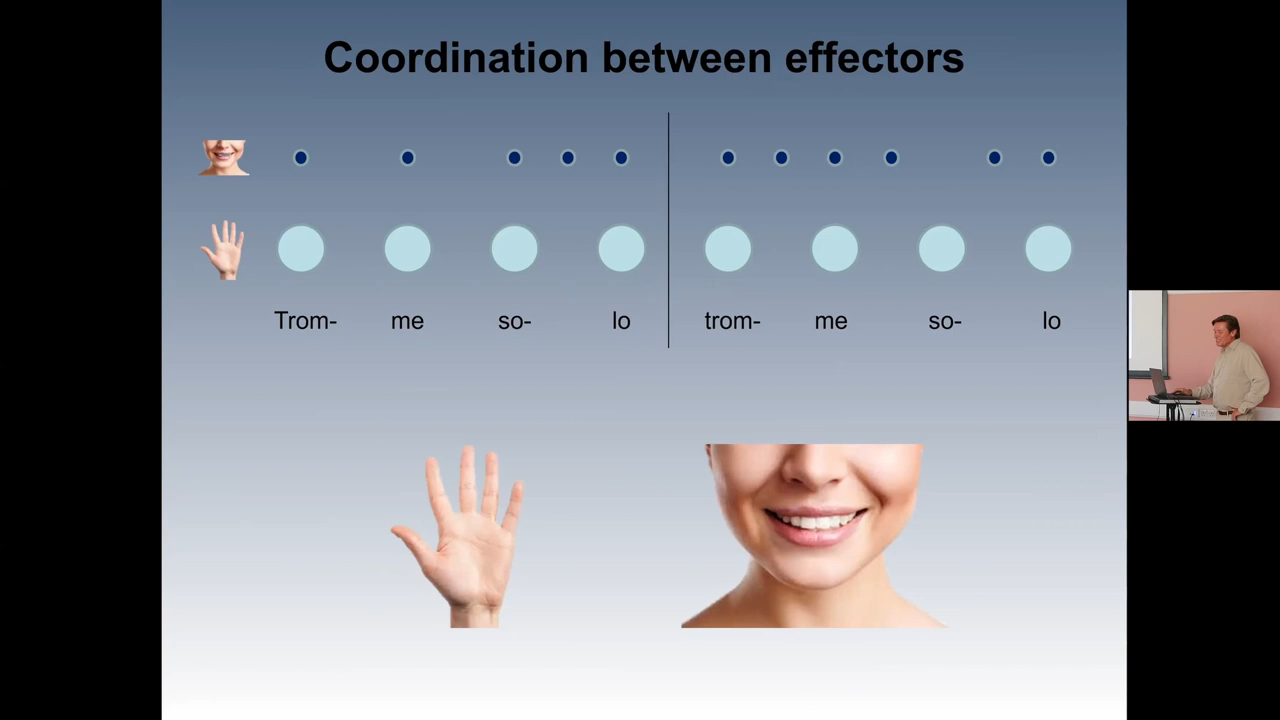 Coordination between effectors
Trom- me so- lo trom- me so- lo